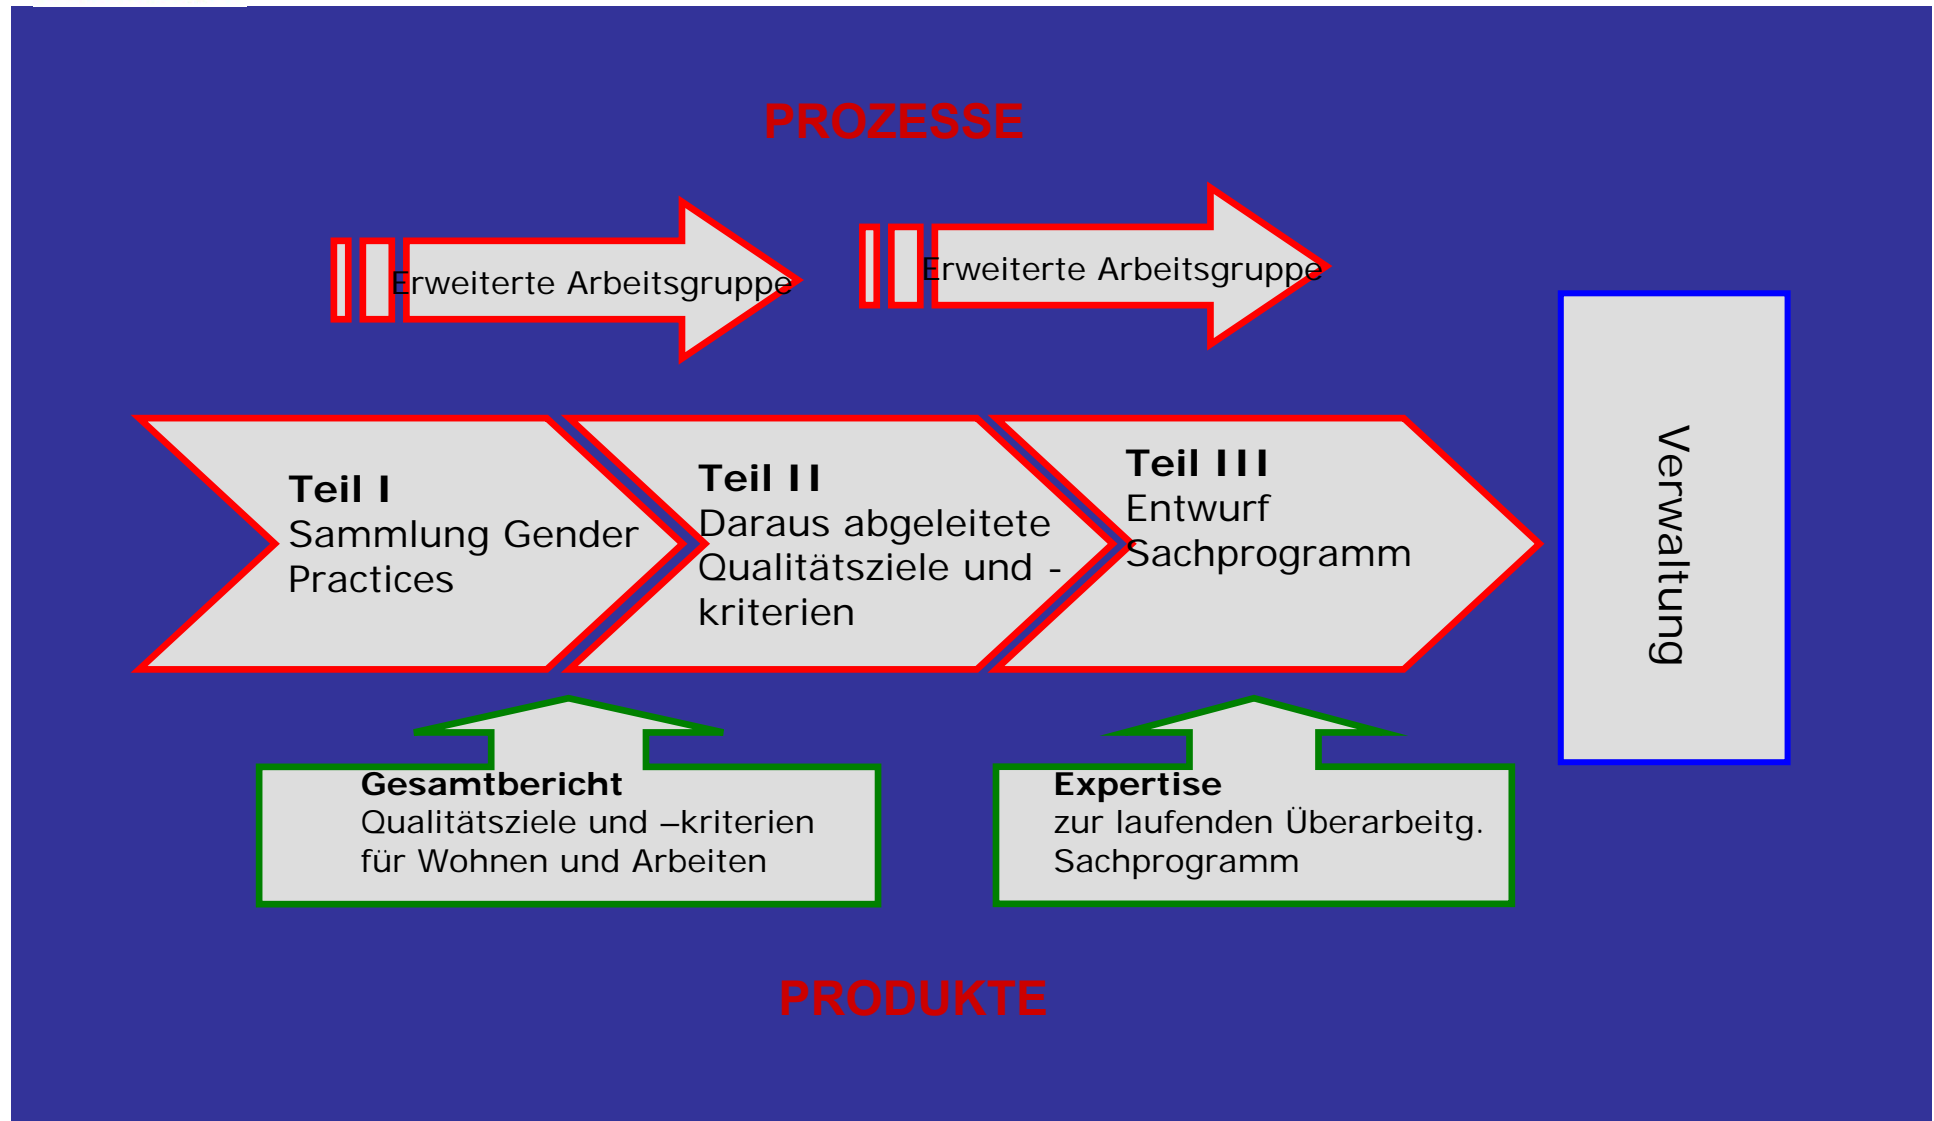 PROZESSE
Erweiterte Arbeitsgruppe
Erweiterte Arbeitsgruppe
Teil I
Sammlung Gender
Practices
Teil II
Daraus abgeleitete
Qualitätsziele und -
kriterien
Teil III
Entwurf
Sachprogramm
Verwaltung
Gesamtbericht
Qualitätsziele und –kriterien
für Wohnen und Arbeiten
Expertise
zur laufenden Überarbeitg.
Sachprogramm
PRODUKTE